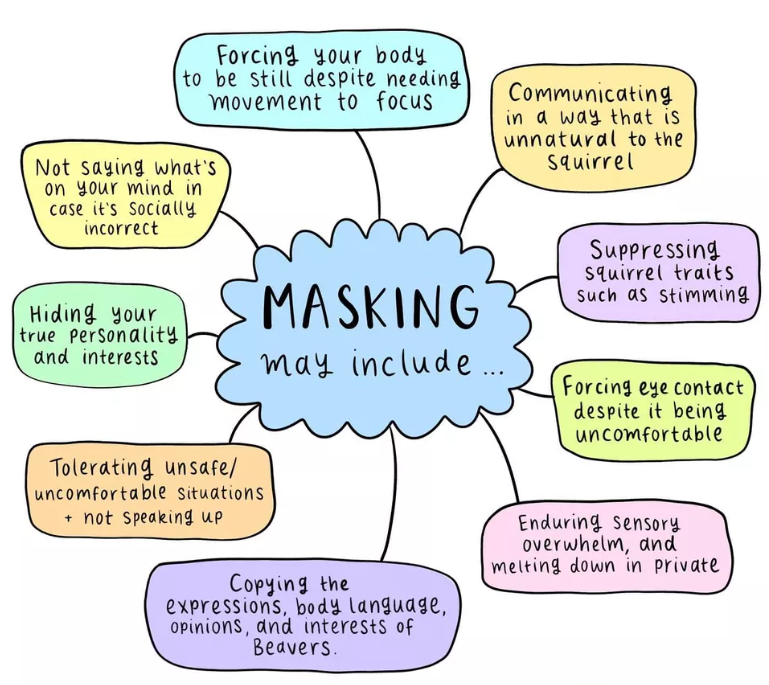 Forcing your body
to be still despite needing
movement to focus
Communicating
in a way that is
unnatural to the
squirrel
Not saying what's
on your mind in
case it's socially
incorrect
Suppressing
squirrel traits
such as stimming
MASKING
may include...
Hiding your
true personality
and interests
Forcing eye contact
despite it being
uncomfortable
Tolerating unsafe/
uncomfortable situations
+ not speaking up
Enduring sensory
overwhelm, and
melting down in private
Copying the
expressions, body language,
opinions, and interests of
Beavers.